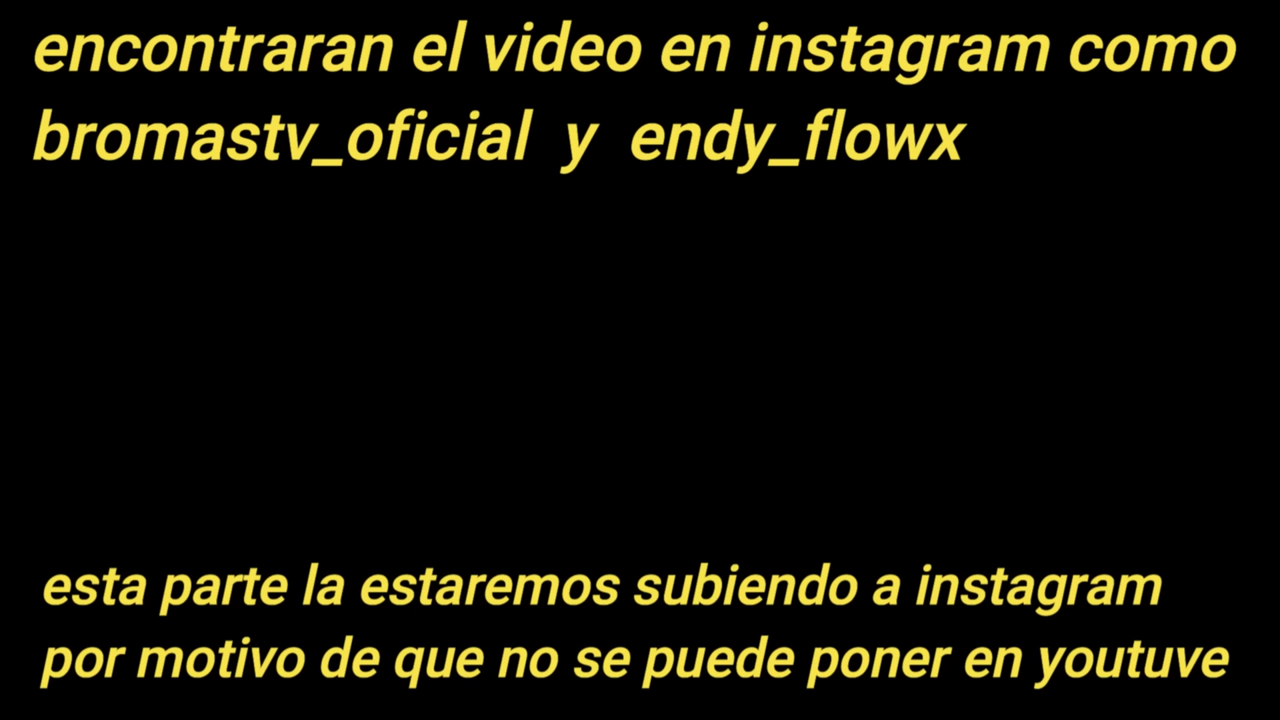 encontraran el video en instagram como
bromastv_oficial y endy_flowx
esta parte la estaremos subiendo a instagram
por motivo de que no se puede poner en youtuve